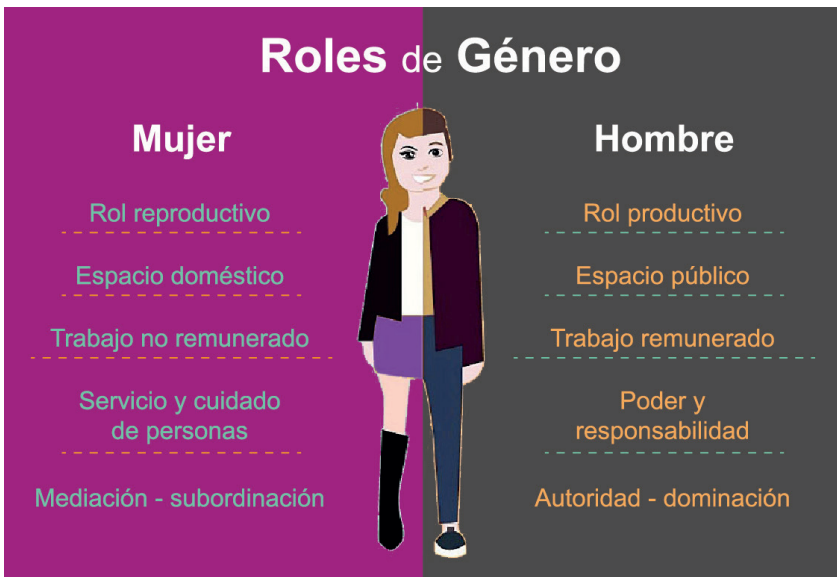 Roles de Género
Mujer
Rol reproductivo
Espacio doméstico
Trabajo no remunerado
Servicio y cuidado
de personas
Mediación - subordinación
Hombre
Rol productivo
Espacio público
Trabajo remunerado
Poder y
responsabilidad
Autoridad - dominación